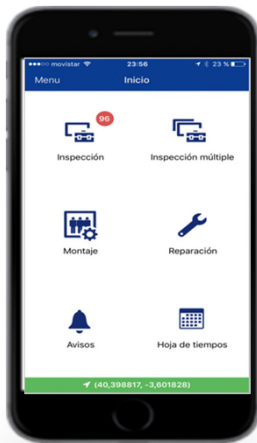 movistar 23:56 23 %
Menu Inicio
96
Inspección Inspección múltiple
Montaje Reparación
Avisos Hoja de tiempos
(40,398817, -3,601828)